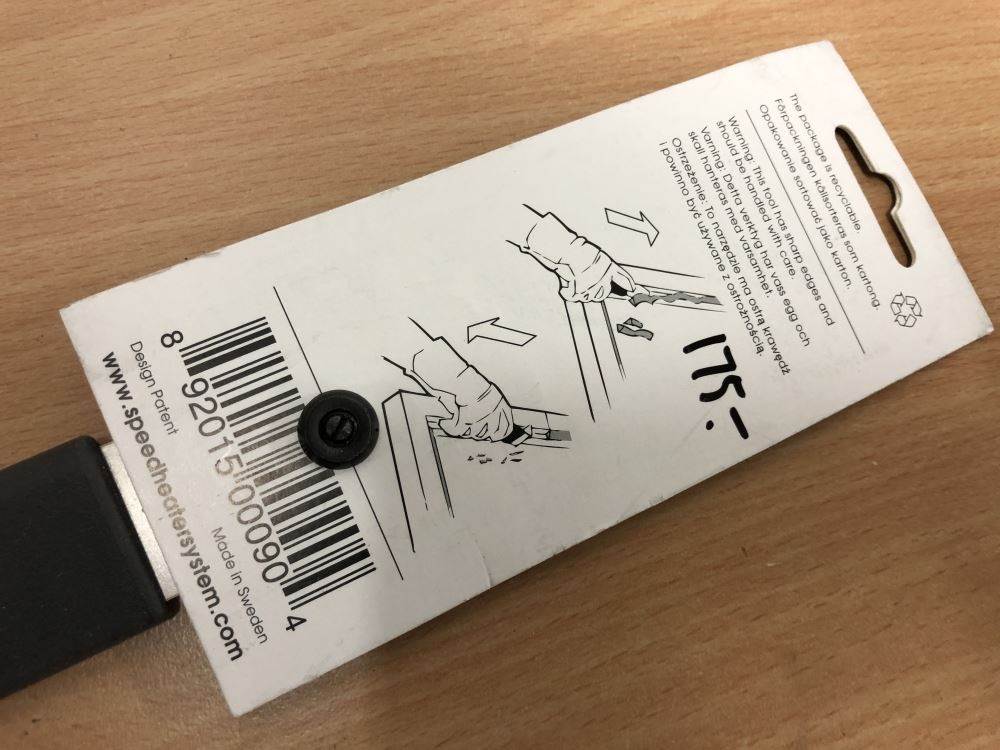 The package is recyclable.
Förpackningen källsorteras som kartong.
Opakowanie sortować jako karton.
Warning: This tool has sharp edges and
should be handled with care.
Varning: Detta verktyg har vass egg och
skall hanteras med varsamhet.
Ostrzeżenie: To narzędzie ma ostrą krawędź
i powinno być używane z ostrożnością.
175.-
8 92015 00090 4
Design Patent Made in Sweden
www.speedheatersystem.com